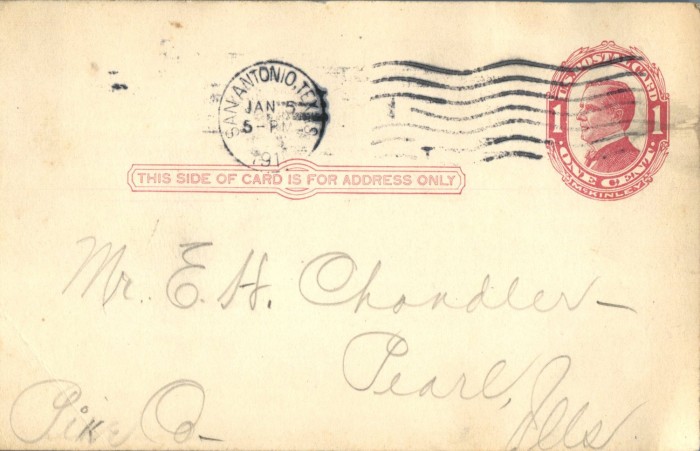 SAN ANTONIO, TEXAS
JAN 5
5-P
191
U.S. POSTAL CARD
1 1
ONE CENT
McKINLEY
THIS SIDE OF CARD IS FOR ADDRESS ONLY
Mr. E. H. Chandler
Pearl, Ills
Pike Co